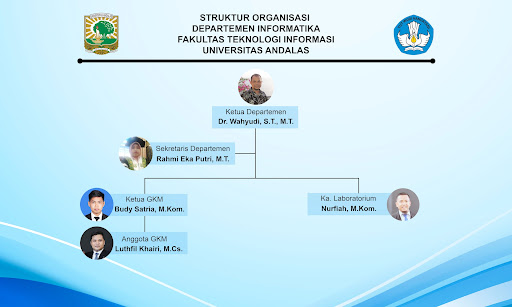 STRUKTUR ORGANISASI
DEPARTEMEN INFORMATIKA
FAKULTAS TEKNOLOGI INFORMASI
UNIVERSITAS ANDALAS
Ketua Departemen
Dr. Wahyudi, S.T., M.T.
Sekretaris Departemen
Rahmi Eka Putri, M.T.
Ketua GKM
Budy Satria, M.Kom.
Ka. Laboratorium
Nurfiah, M.Kom.
Anggota GKM
Luthfil Khairi, M.Cs.